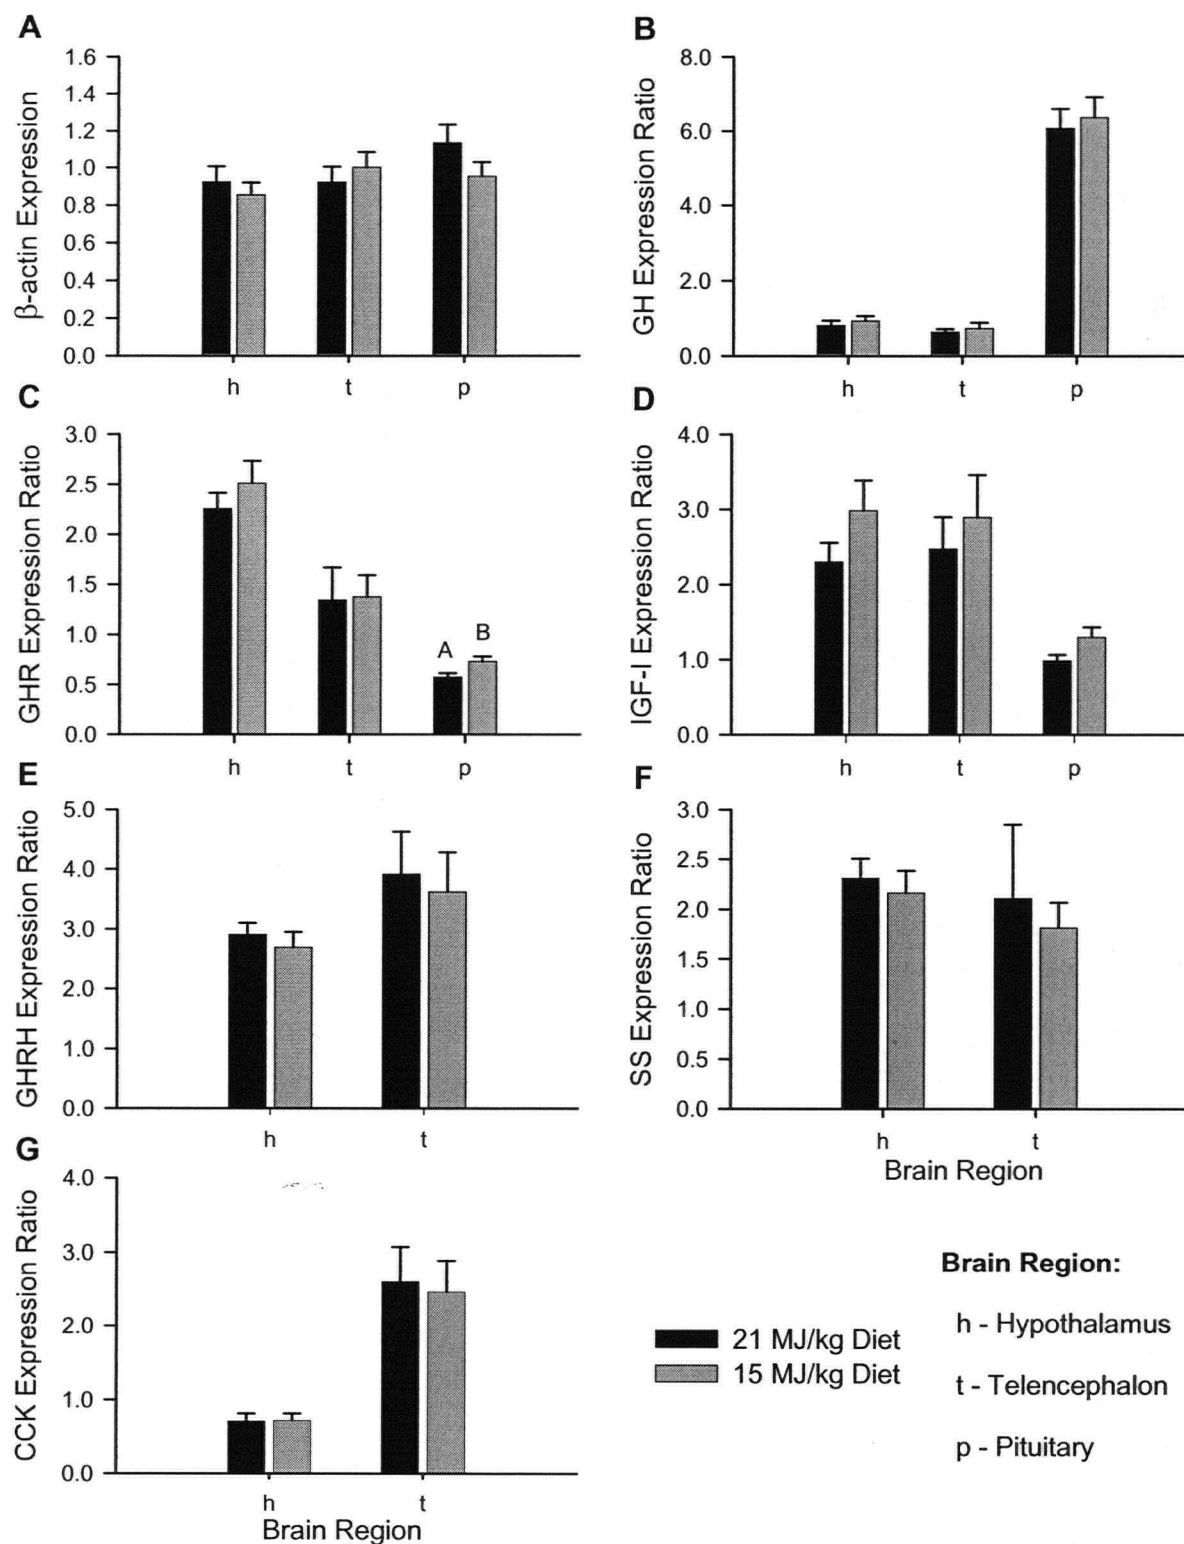 A
β-actin Expression
1.6
1.4
1.2
1.0
0.8
0.6
0.4
0.2
0.0
h t p
B
GH Expression Ratio
8.0
6.0
4.0
2.0
0.0
h t p
C
GHR Expression Ratio
3.0
2.5
2.0
1.5
1.0
0.5
0.0
A B
h t p
D
IGF-I Expression Ratio
4.0
3.0
2.0
1.0
0.0
h t p
E
GHRH Expression Ratio
5.0
4.0
3.0
2.0
1.0
0.0
h t
F
SS Expression Ratio
3.0
2.5
2.0
1.5
1.0
0.5
0.0
h t
Brain Region
G
CCK Expression Ratio
4.0
3.0
2.0
1.0
0.0
h t
Brain Region
21 MJ/kg Diet
15 MJ/kg Diet
Brain Region:
h - Hypothalamus
t - Telencephalon
p - Pituitary